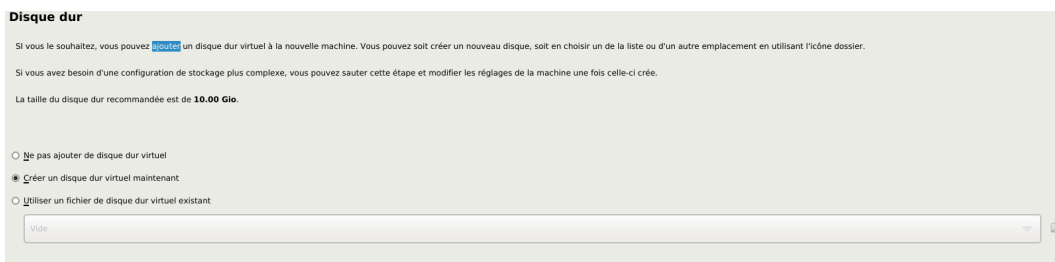 Disque dur
SI vous le souhaitez, vous pouvez ajouter un disque dur virtuel à la nouvelle machine. Vous pouvez soit créer un nouveau disque, soit en choisir un de la liste ou d'un autre emplacement en utilisant l'icône dossier.
Si vous avez besoin d'une configuration de stockage plus complexe, vous pouvez sauter cette étape et modifier les réglages de la machine une fois celle-ci crée.
La taille du disque dur recommandée est de 10.00 Gio.
Ne pas ajouter de disque dur virtuel
Créer un disque dur virtuel maintenant
Utiliser un fichier de disque dur virtuel existant
Vide